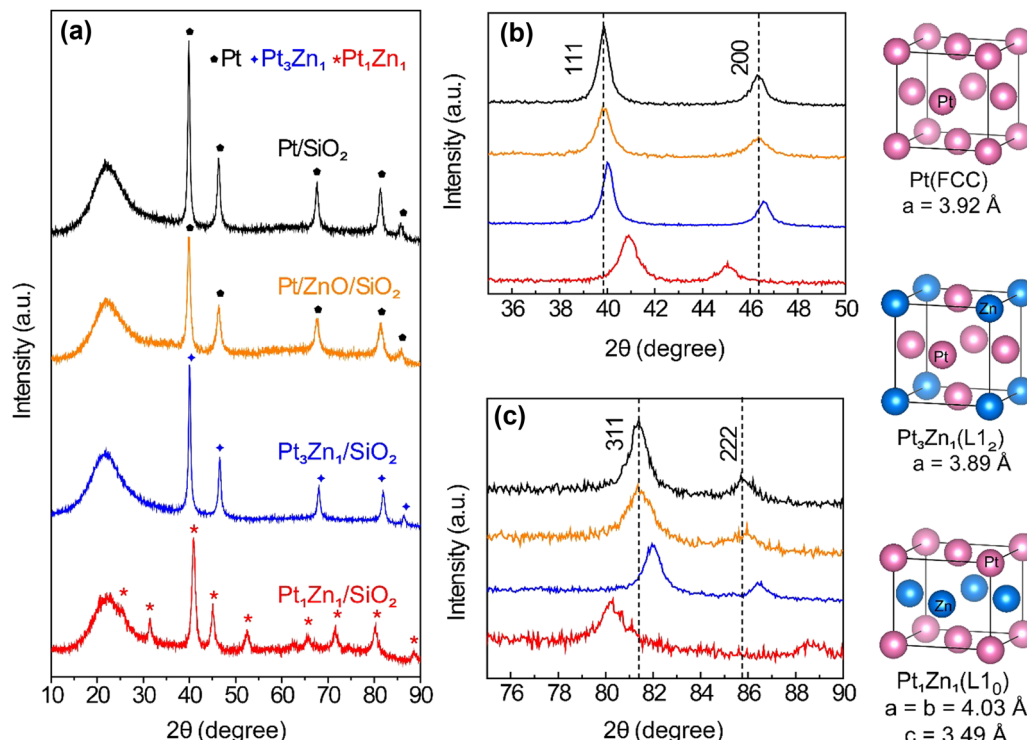 (a)
Pt Pt₃Zn₁ *Pt₁Zn₁
Pt/SiO₂
Pt/ZnO/SiO₂
Pt₃Zn₁/SiO₂
Pt₁Zn₁/SiO₂
Intensity (a.u.)
10 20 30 40 50 60 70 80 90
2θ (degree)
(b)
111
200
Intensity (a.u.)
35 36 38 40 42 44 46 48 50
2θ (degree)
(c)
311
222
Intensity (a.u.)
76 78 80 82 84 86 88 90
2θ (degree)
Pt
Pt(FCC)
a = 3.92 Å
Zn
Pt
Pt₃Zn₁(L1₂)
a = 3.89 Å
Pt
Zn
Pt₁Zn₁(L1₀)
a = b = 4.03 Å
c = 3.49 Å